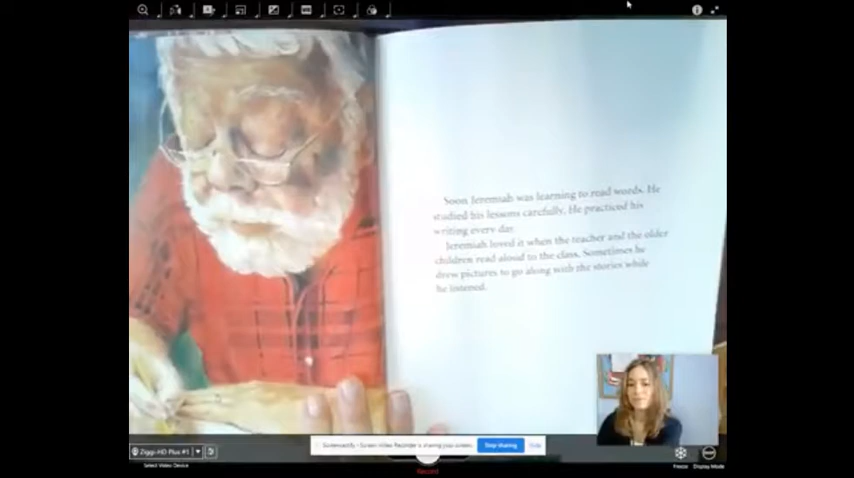 Soon Jeremiah was learning to read words. He
studied his lessons carefully. He practiced his
writing every day.
Jeremiah loved it when the teacher and the older
children read aloud to the class. Sometimes he
drew pictures to go along with the stories while
he listened.
Screencastify - Screen Video Recorder is sharing your screen.
Stop sharing
Hide
Ziggi-HD Plus #1
Select Video Device
Record
Freeze
Display Mode